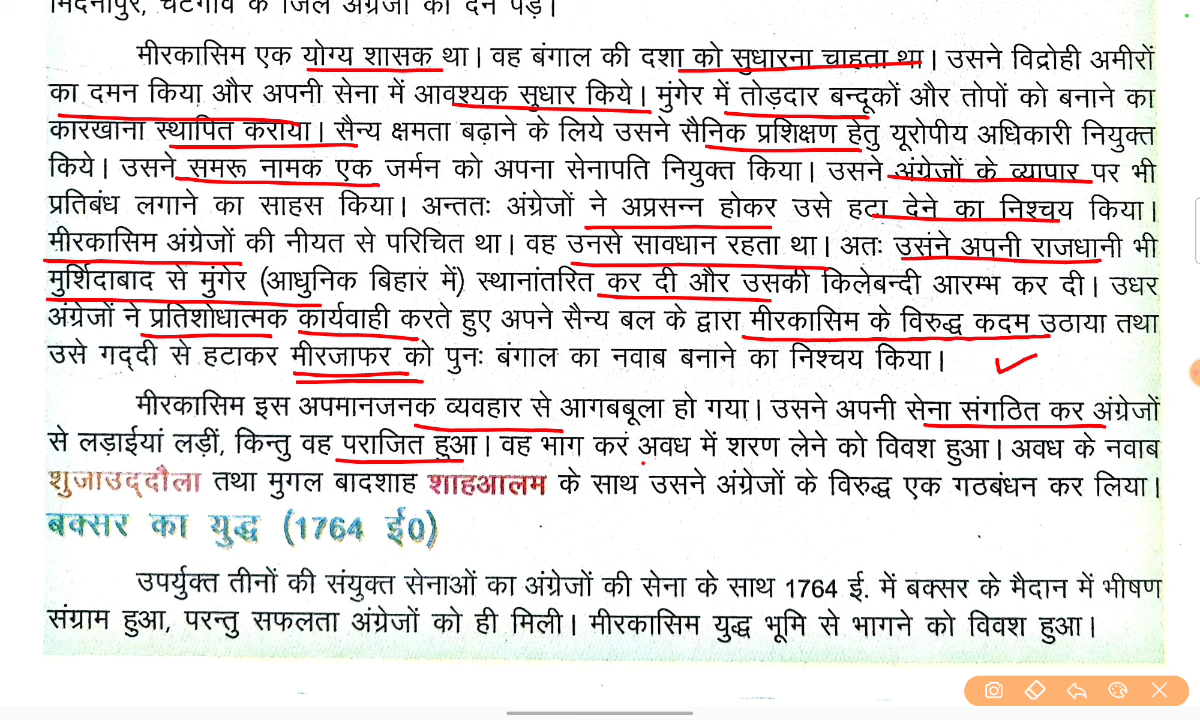 मिदनापुर, चटगांव के जिले अंग्रेजों को देने पड़े।
मीरकासिम एक योग्य शासक था। वह बंगाल की दशा को सुधारना चाहता था। उसने विद्रोही अमीरों
का दमन किया और अपनी सेना में आवश्यक सुधार किये। मुंगेर में तोड़दार बन्दूकों और तोपों को बनाने का
कारखाना स्थापित कराया। सैन्य क्षमता बढ़ाने के लिये उसने सैनिक प्रशिक्षण हेतु यूरोपीय अधिकारी नियुक्त
किये। उसने समरू नामक एक जर्मन को अपना सेनापति नियुक्त किया। उसने अंग्रेजों के व्यापार पर भी
प्रतिबंध लगाने का साहस किया। अन्ततः अंग्रेजों ने अप्रसन्न होकर उसे हटा देने का निश्चय किया।
मीरकासिम अंग्रेजों की नीयत से परिचित था। वह उनसे सावधान रहता था। अतः उसने अपनी राजधानी भी
मुर्शिदाबाद से मुंगेर (आधुनिक बिहार में) स्थानांतरित कर दी और उसकी किलेबन्दी आरम्भ कर दी। उधर
अंग्रेजों ने प्रतिशोधात्मक कार्यवाही करते हुए अपने सैन्य बल के द्वारा मीरकासिम के विरुद्ध कदम उठाया तथा
उसे गद्दी से हटाकर मीरजाफर को पुनः बंगाल का नवाब बनाने का निश्चय किया।
मीरकासिम इस अपमानजनक व्यवहार से आगबबूला हो गया। उसने अपनी सेना संगठित कर अंग्रेजों
से लड़ाईयां लड़ीं, किन्तु वह पराजित हुआ। वह भाग कर अवध में शरण लेने को विवश हुआ। अवध के नवाब
शुजाउद्दौला तथा मुगल बादशाह शाहआलम के साथ उसने अंग्रेजों के विरुद्ध एक गठबंधन कर लिया।
बक्सर का युद्ध (1764 ई0)
उपर्युक्त तीनों की संयुक्त सेनाओं का अंग्रेजों की सेना के साथ 1764 ई. में बक्सर के मैदान में भीषण
संग्राम हुआ, परन्तु सफलता अंग्रेजों को ही मिली। मीरकासिम युद्ध भूमि से भागने को विवश हुआ।